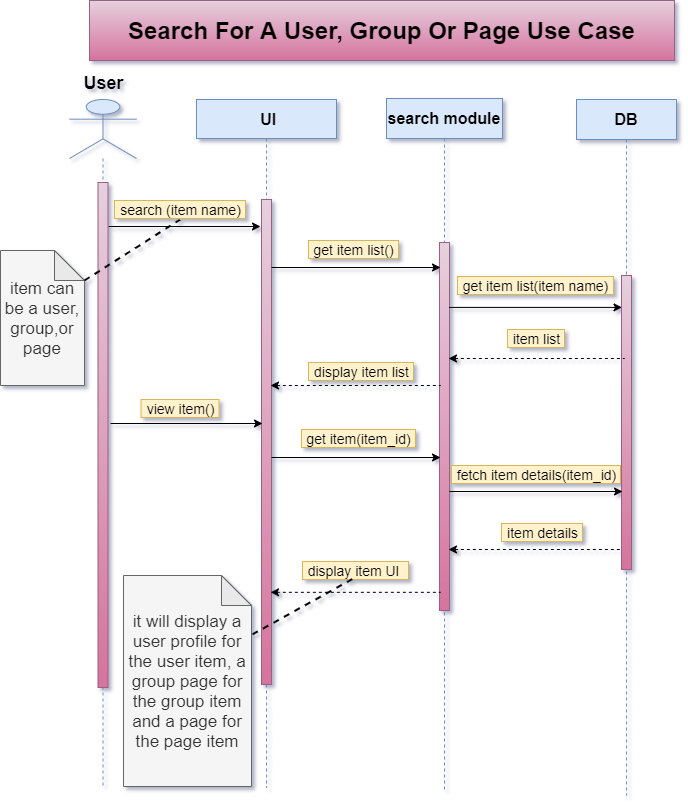 Search For A User, Group Or Page Use Case
User
UI
search module
DB
search (item name)
get item list()
item can
be a user,
group,or
page
get item list(item name)
item list
display item list
view item()
get item(item_id)
fetch item details(item_id)
item details
display item UI
it will display a
user profile for
the user item, a
group page for
the group item
and a page for
the page item